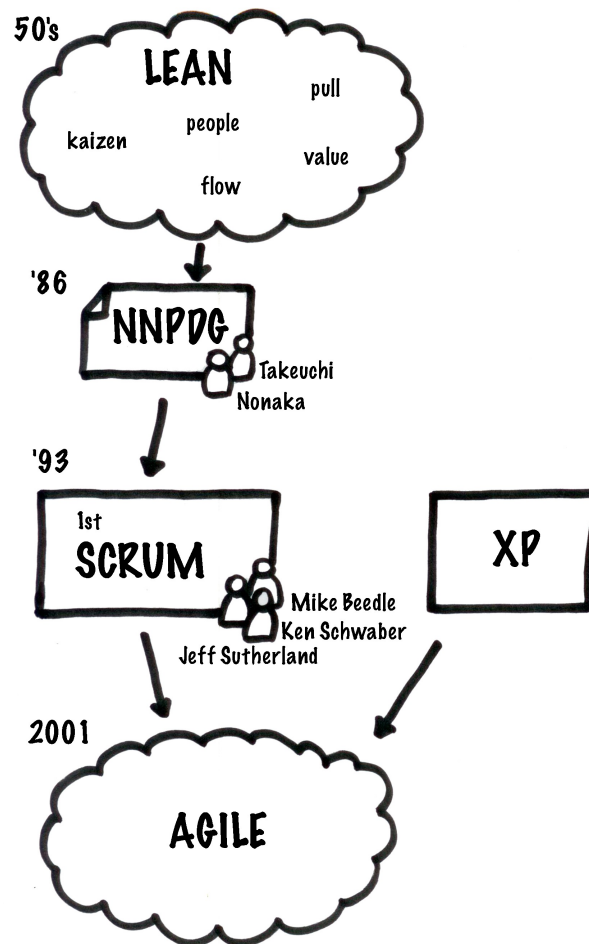 50's
LEAN
pull
people
kaizen
value
flow
'86
NNPDG
Takeuchi
Nonaka
'93
1st
SCRUM
XP
Mike Beedle
Ken Schwaber
Jeff Sutherland
2001
AGILE